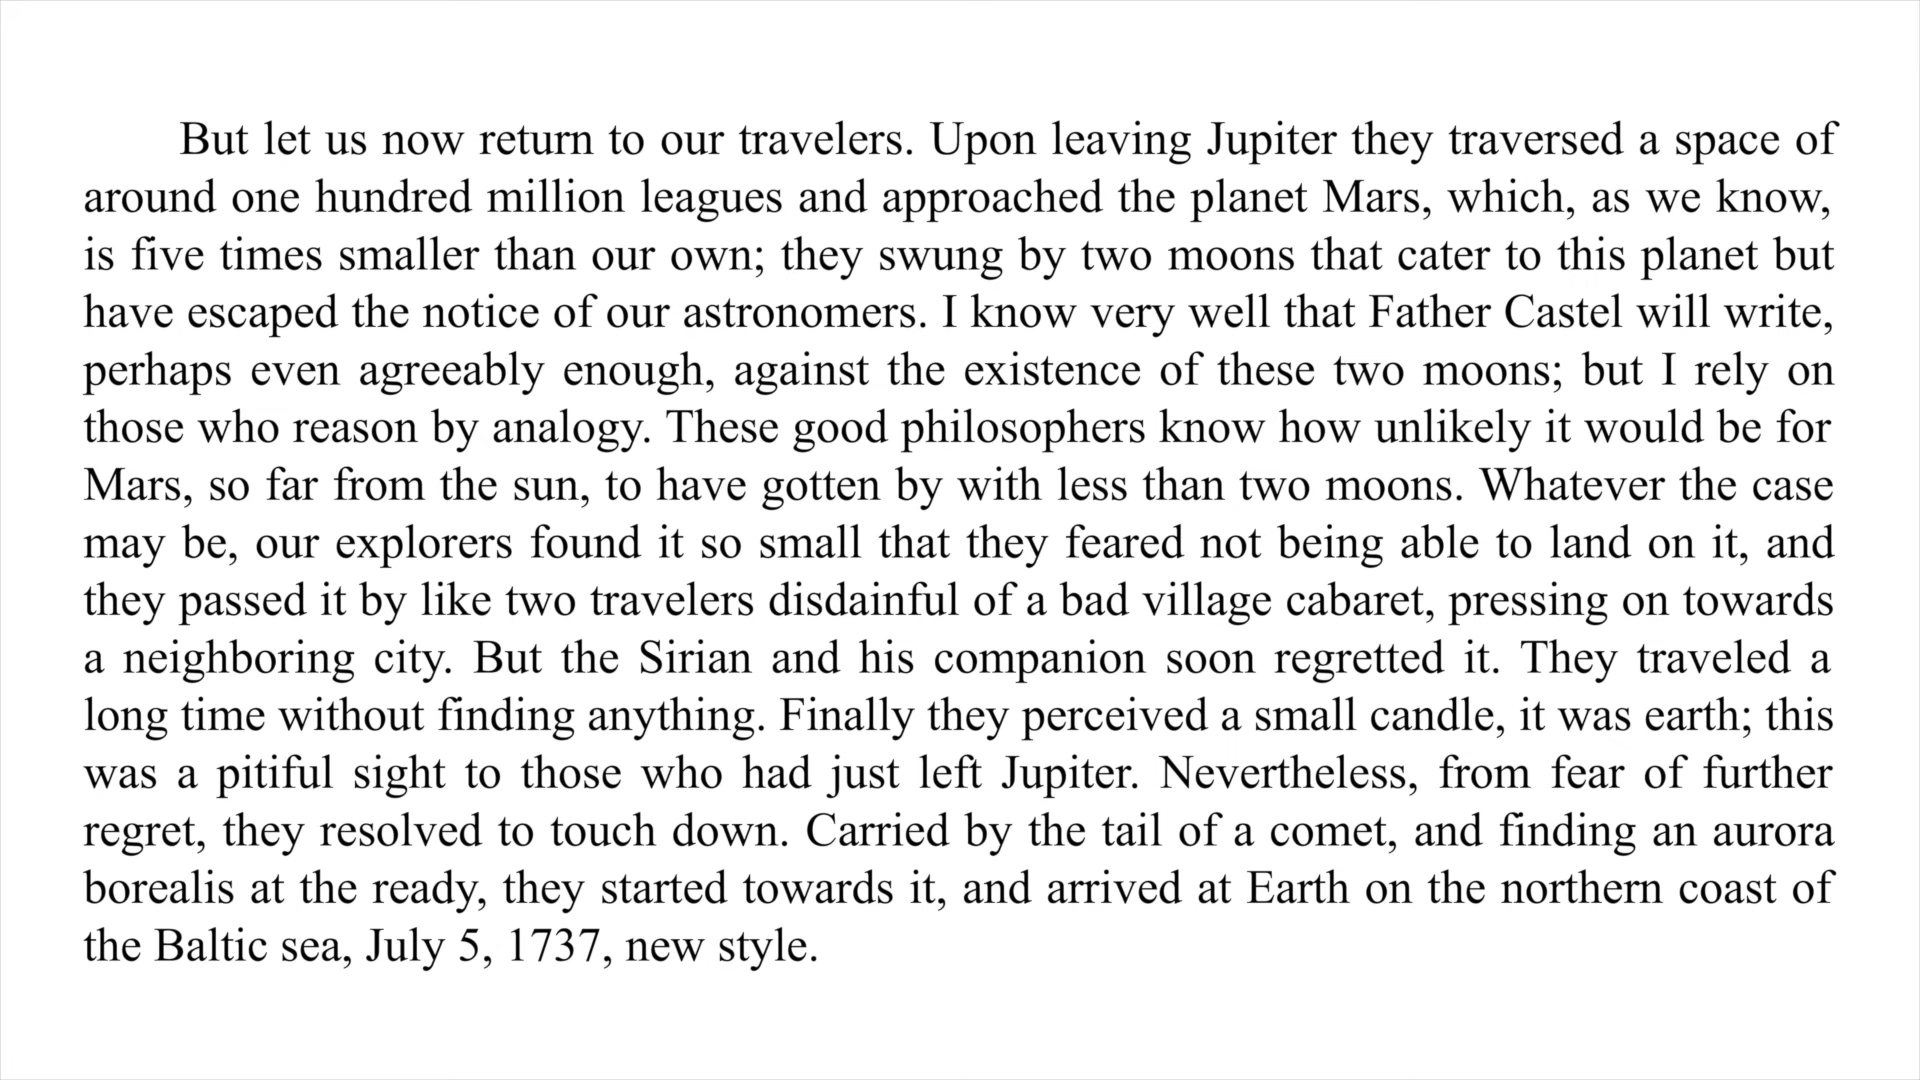 But let us now return to our travelers. Upon leaving Jupiter they traversed a space of
around one hundred million leagues and approached the planet Mars, which, as we know,
is five times smaller than our own; they swung by two moons that cater to this planet but
have escaped the notice of our astronomers. I know very well that Father Castel will write,
perhaps even agreeably enough, against the existence of these two moons; but I rely on
those who reason by analogy. These good philosophers know how unlikely it would be for
Mars, so far from the sun, to have gotten by with less than two moons. Whatever the case
may be, our explorers found it so small that they feared not being able to land on it, and
they passed it by like two travelers disdainful of a bad village cabaret, pressing on towards
a neighboring city. But the Sirian and his companion soon regretted it. They traveled a
long time without finding anything. Finally they perceived a small candle, it was earth; this
was a pitiful sight to those who had just left Jupiter. Nevertheless, from fear of further
regret, they resolved to touch down. Carried by the tail of a comet, and finding an aurora
borealis at the ready, they started towards it, and arrived at Earth on the northern coast of
the Baltic sea, July 5, 1737, new style.